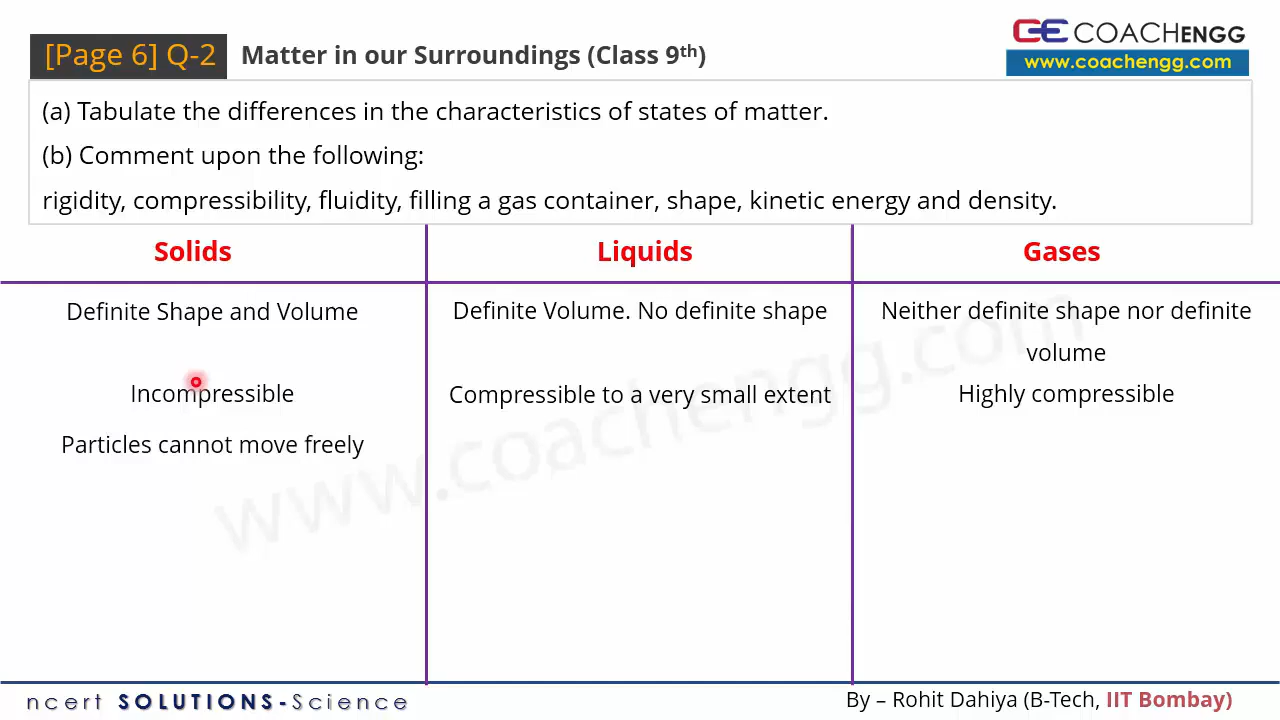 [Page 6] Q-2
Matter in our Surroundings (Class 9th)
GE COACHENGG
www.coachengg.com
(a) Tabulate the differences in the characteristics of states of matter.
(b) Comment upon the following:
rigidity, compressibility, fluidity, filling a gas container, shape, kinetic energy and density.
Solids
Liquids
Gases
Definite Shape and Volume
Definite Volume. No definite shape
Neither definite shape nor definite
volume
Incompressible
Compressible to a very small extent
Highly compressible
Particles cannot move freely
www.coachengg.com
ncert SOLUTIONS-Science
By – Rohit Dahiya (B-Tech, IIT Bombay)